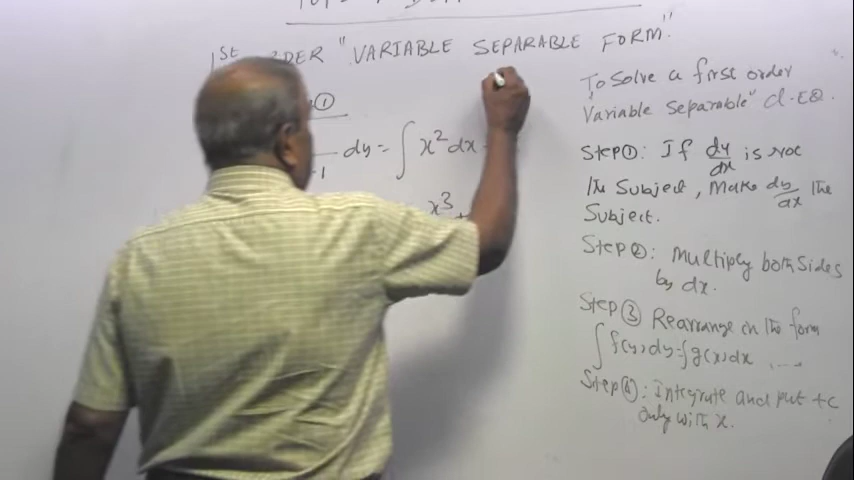 1st ORDER "VARIABLE SEPARABLE FORM"
①
dy = ∫ x² dx
-1
x³
To Solve a first order
"Variable Separable" d.EQ.
Step①: If dy/dx is not
the Subject, Make dy/dx the
Subject.
Step②: Multiply both Sides
by dx.
Step③ Rearrange in the form
∫ f(y)dy = ∫ g(x)dx ....
Step④: Integrate and put +c
only with x.